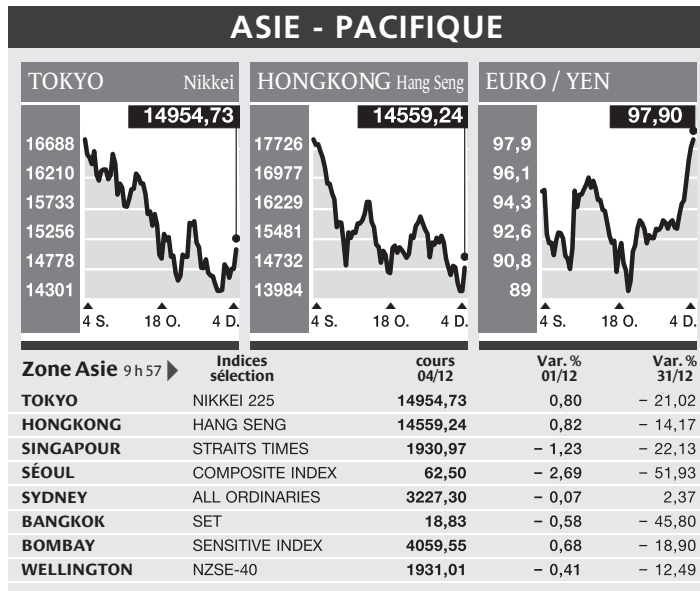 ASIE - PACIFIQUE
TOKYO Nikkei
14954,73
16688
16210
15733
15256
14778
14301
4 S. 18 O. 4 D.
HONGKONG Hang Seng
14559,24
17726
16977
16229
15481
14732
13984
4 S. 18 O. 4 D.
EURO / YEN
97,90
97,9
96,1
94,3
92,6
90,8
89
4 S. 18 O. 4 D.
Zone Asie 9 h 57 Indices sélection cours 04/12 Var. % 01/12 Var. % 31/12
TOKYO NIKKEI 225 14954,73 0,80 – 21,02
HONGKONG HANG SENG 14559,24 0,82 – 14,17
SINGAPOUR STRAITS TIMES 1930,97 – 1,23 – 22,13
SÉOUL COMPOSITE INDEX 62,50 – 2,69 – 51,93
SYDNEY ALL ORDINARIES 3227,30 – 0,07 2,37
BANGKOK SET 18,83 – 0,58 – 45,80
BOMBAY SENSITIVE INDEX 4059,55 0,68 – 18,90
WELLINGTON NZSE-40 1931,01 – 0,41 – 12,49